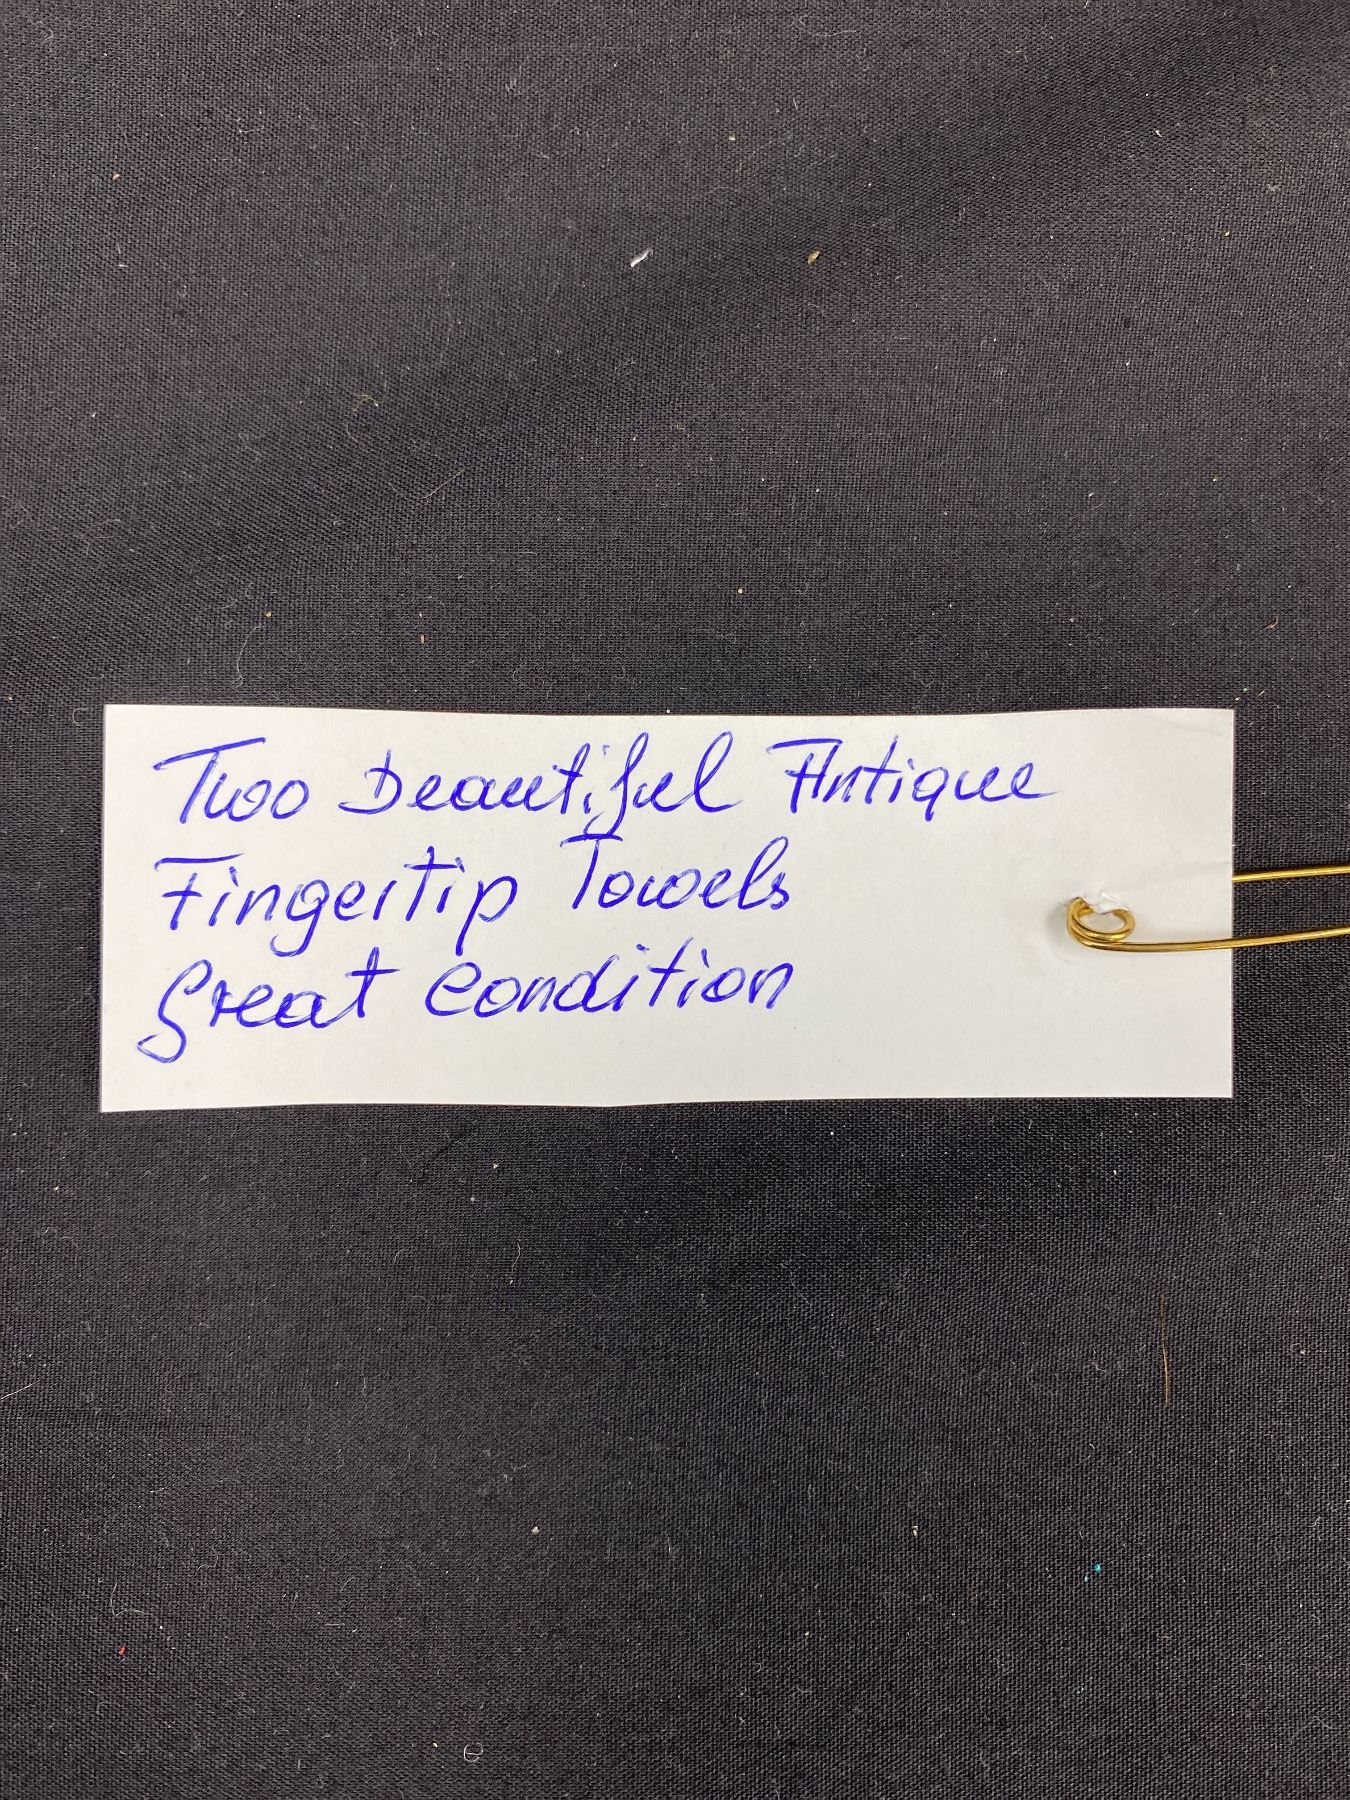 Two Beautiful Antique
Fingertip Towels
Great Condition